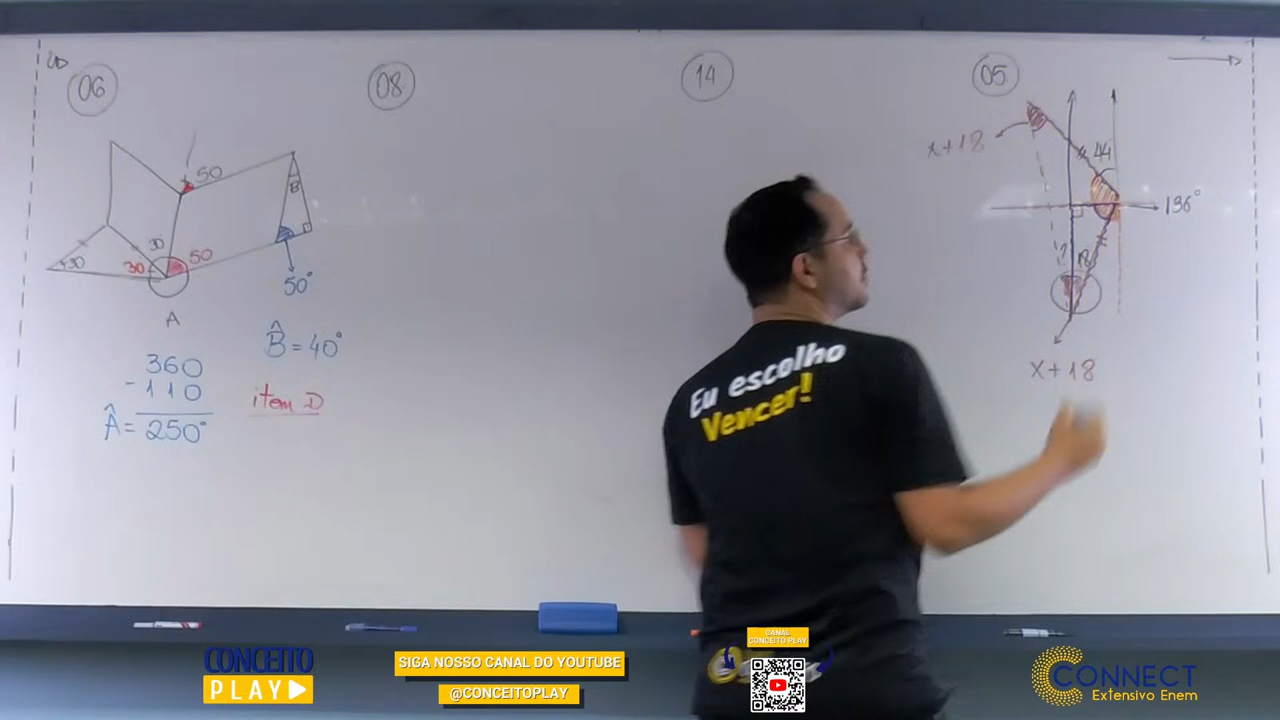 06
08
14
05
50
B
30
30
30
50
50°
A
B̂ = 40°
360
- 110
Â = 250°
item D
x+18
44
136°
?
18
x+18
Eu escolho
Vencer!
CONCEITO
PLAY
SIGA NOSSO CANAL DO YOUTUBE
@CONCEITOPLAY
CANAL
CONCEITO PLAY
CONNECT
Extensivo Enem